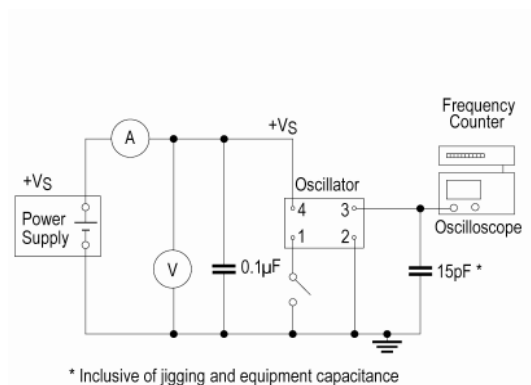 Frequency
Counter
A
+VS
+VS
Oscillator
Power
Supply
4 3
1 2
Oscilloscope
V
0.1µF
15pF *
* Inclusive of jigging and equipment capacitance